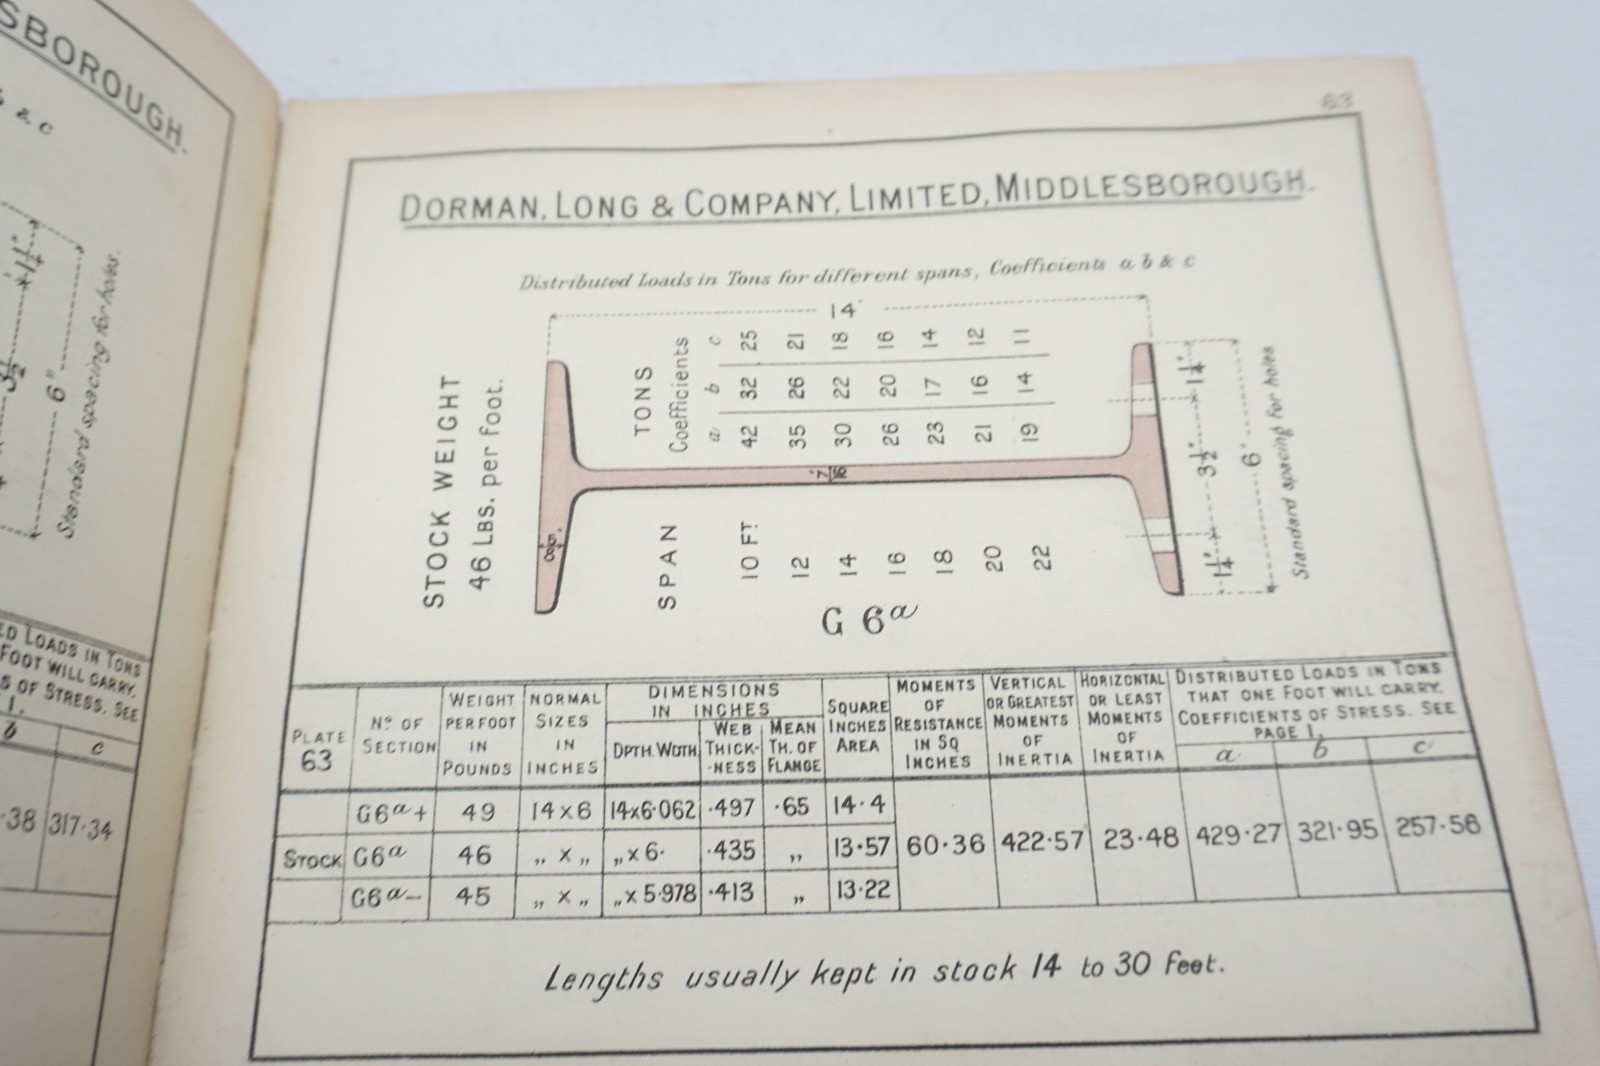 SBOROUGH.
& c
1¼"
3½
6"
Standard spacing for holes.
ED LOADS IN TONS
FOOT WILL CARRY.
S OF STRESS. SEE
1.
b c
.38 317.34
63
DORMAN, LONG & COMPANY, LIMITED, MIDDLESBOROUGH.
Distributed Loads in Tons for different spans, Coefficients a b & c
14"
STOCK WEIGHT
46 LBS. per foot.
TONS
Coefficients
a b c
42 32 25
35 26 21
30 22 18
26 20 16
23 17 14
21 16 12
19 14 11
7/16
5/8
SPAN
10 FT
12
14
16
18
20
22
1¼"
3½"
1¼"
6"
Standard spacing for holes
G 6a
PLATE 63
Nº OF SECTION
WEIGHT PER FOOT IN POUNDS
NORMAL SIZES IN INCHES
DIMENSIONS IN INCHES
DPTH. WDTH.
WEB THICK-NESS
MEAN TH. OF FLANGE
SQUARE INCHES AREA
MOMENTS OF RESISTANCE IN SQ INCHES
VERTICAL OR GREATEST MOMENTS OF INERTIA
HORIZONTAL OR LEAST MOMENTS OF INERTIA
DISTRIBUTED LOADS IN TONS THAT ONE FOOT WILL CARRY. COEFFICIENTS OF STRESS. SEE PAGE 1.
a b c
G6a+ 49 14x6 14x6.062 .497 .65 14.4
STOCK G6a 46 „ x „ „ x 6. .435 „ 13.57 60.36 422.57 23.48 429.27 321.95 257.56
G6a− 45 „ x „ „ x 5.978 .413 „ 13.22
Lengths usually kept in stock 14 to 30 feet.